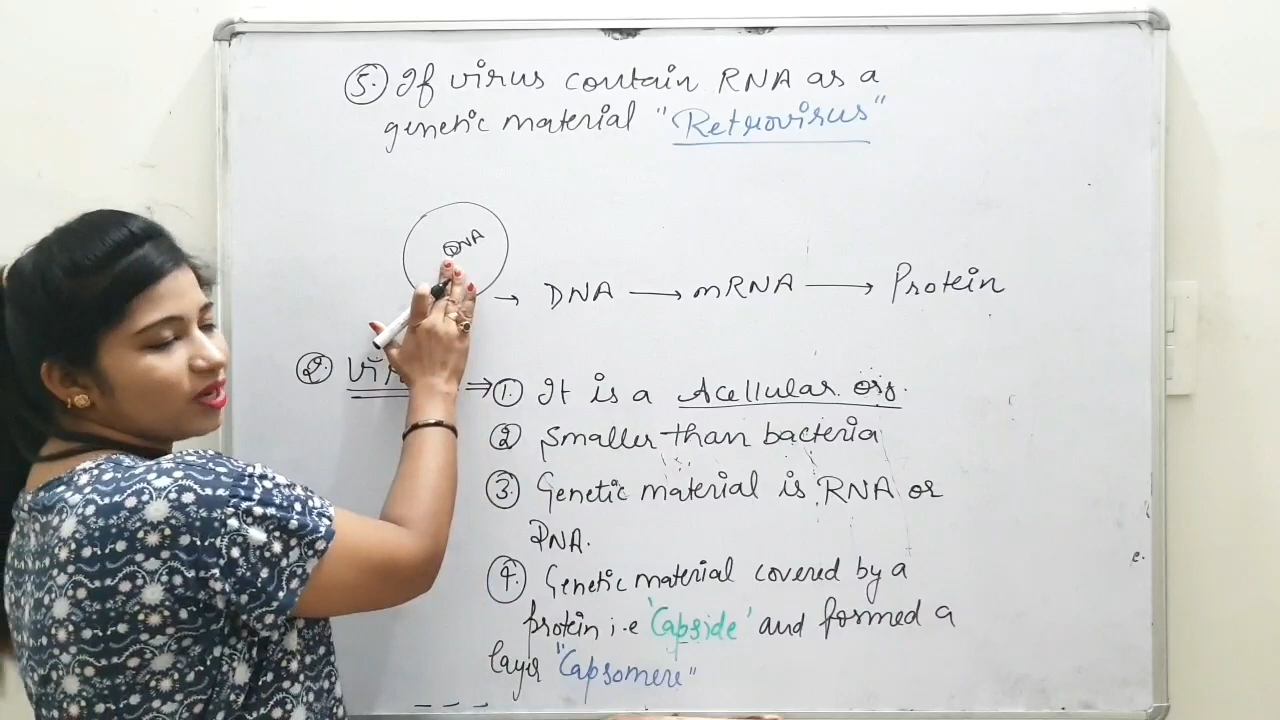 5. If virus contain RNA as a
genetic material "Retrovirus"
DNA
→ DNA → mRNA → Protein
2. ⇒ 1. It is a Acellular org.
2 Smaller than bacteria
3. Genetic material is RNA or
DNA.
4. Genetic material covered by a
protein i.e 'Capside' and formed a
layer "Capsomere"